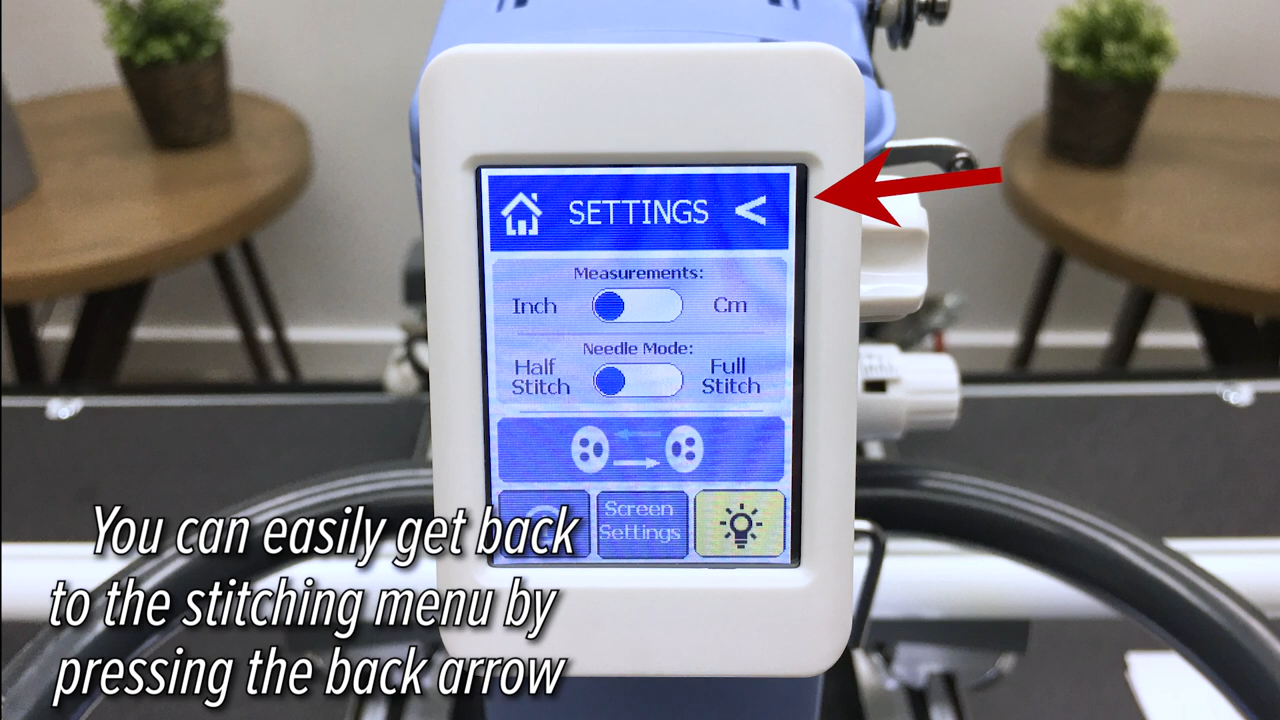 SETTINGS <
Measurements:
Inch Cm
Needle Mode:
Half Stitch Full Stitch
Screen Settings
You can easily get back
to the stitching menu by
pressing the back arrow